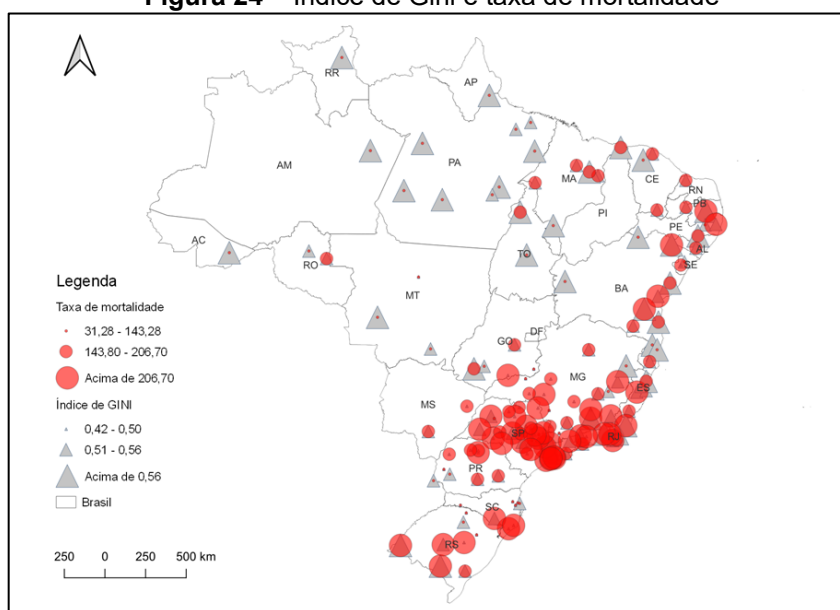 Figura 24 – Índice de Gini e taxa de mortalidade
RR
AP
AM
PA
MA
CE
RN
PB
PI
PE
AL
SE
AC
RO
TO
BA
MT
GO
DF
MG
ES
MS
SP
RJ
PR
SC
RS
Legenda
Taxa de mortalidade
31,28 - 143,28
143,80 - 206,70
Acima de 206,70
Índice de GINI
0,42 - 0,50
0,51 - 0,56
Acima de 0,56
Brasil
250 0 250 500 km